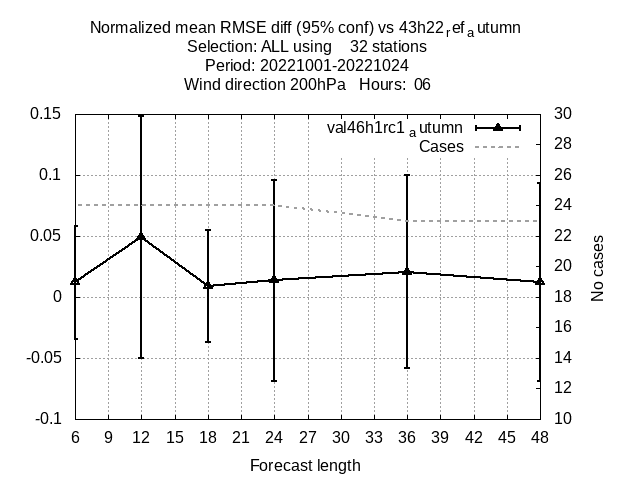 Normalized mean RMSE diff (95% conf) vs 43h22refautumn
Selection: ALL using    32 stations
Period: 20221001-20221024
Wind direction 200hPa   Hours:  06
0.15
0.1
0.05
0
-0.05
-0.1
30
28
26
24
22
20
18
16
14
12
10
val46h1rc1autumn
Cases
No cases
6 9 12 15 18 21 24 27 30 33 36 39 42 45 48
Forecast length